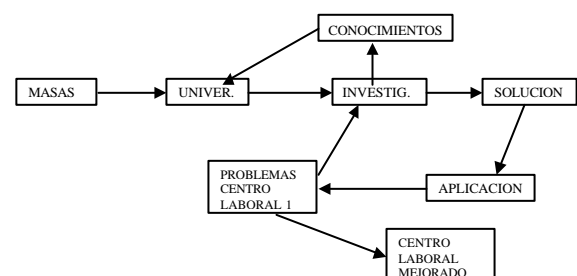 CONOCIMIENTOS
MASAS
UNIVER.
INVESTIG.
SOLUCION
PROBLEMAS
CENTRO
LABORAL 1
APLICACION
CENTRO
LABORAL
MEJORADO